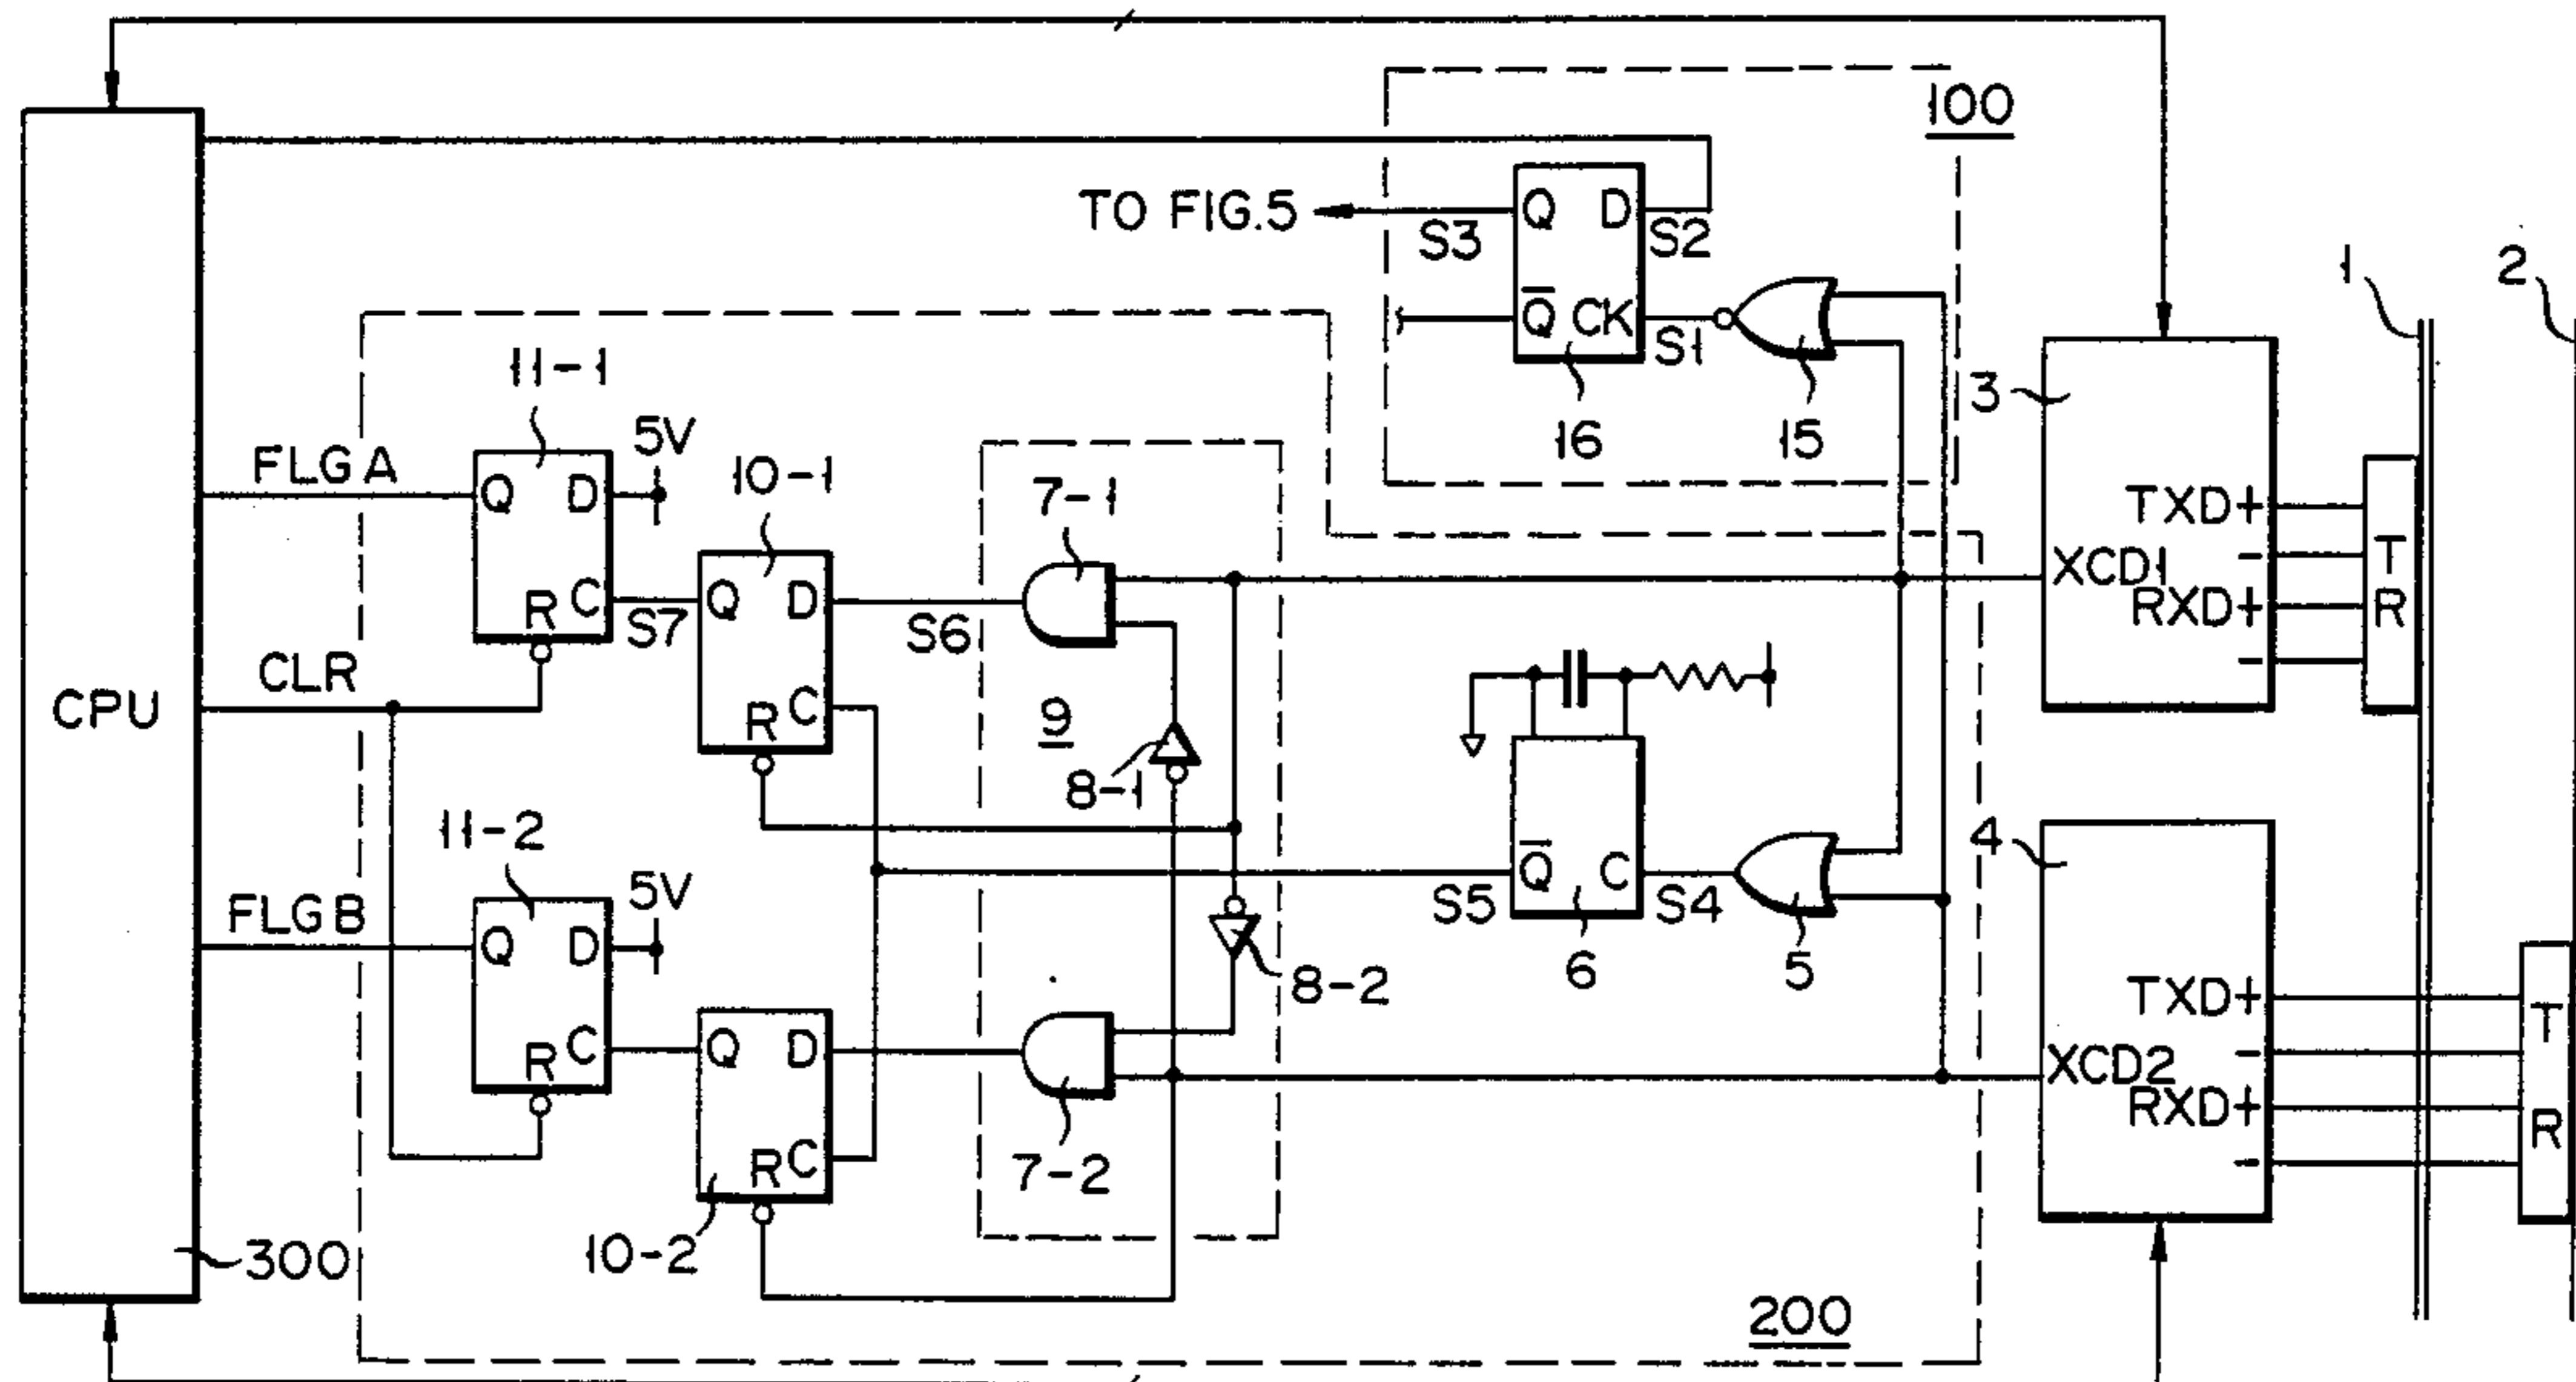 100
TO FIG.5
S3
Q
D
S2
Q
CK
S1
16
15
1
2
3
11-1
5V
FLG A
Q
D
R
C
S7
10-1
Q
D
R
C
S6
7-1
9
8-1
XCD1
TXD+
-
RXD+
-
T
R
CLR
CPU
300
11-2
5V
FLG B
Q
D
R
C
10-2
Q
D
R
C
7-2
8-2
S5
Q
C
S4
6
5
4
XCD2
TXD+
-
RXD+
-
T
R
200